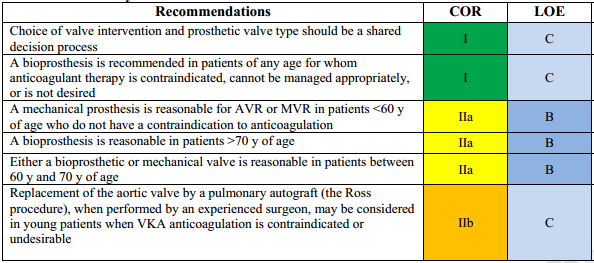 Recommendations COR LOE
Choice of valve intervention and prosthetic valve type should be a shared
decision process I C
A bioprosthesis is recommended in patients of any age for whom
anticoagulant therapy is contraindicated, cannot be managed appropriately,
or is not desired I C
A mechanical prosthesis is reasonable for AVR or MVR in patients <60 y
of age who do not have a contraindication to anticoagulation IIa B
A bioprosthesis is reasonable in patients >70 y of age IIa B
Either a bioprosthetic or mechanical valve is reasonable in patients between
60 y and 70 y of age IIa B
Replacement of the aortic valve by a pulmonary autograft (the Ross
procedure), when performed by an experienced surgeon, may be considered
in young patients when VKA anticoagulation is contraindicated or
undesirable IIb C